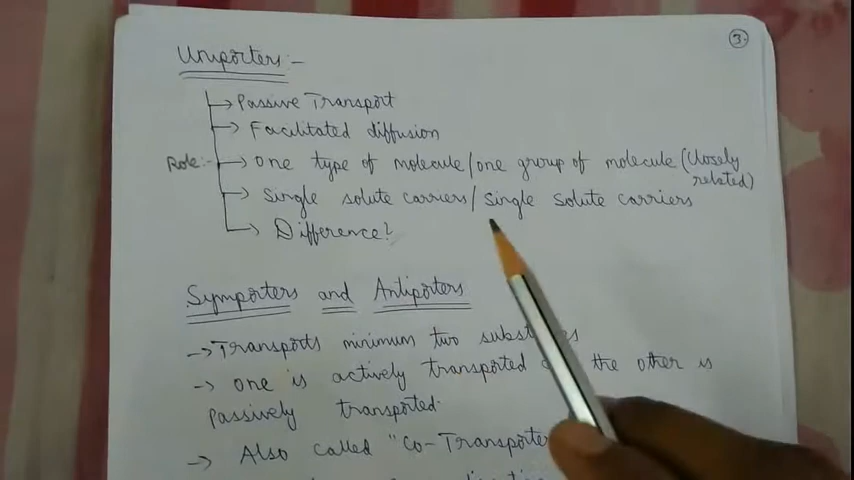 ③.
Uniporters:-
→ Passive Transport
→ Facilitated diffusion
Role:- → One type of molecule/one group of molecule (closely related)
→ Single solute carriers/single solute carriers
→ Difference?
Symporters and Antiporters
→ Transports minimum two
→ one is actively transported the other is
Passively transported.
→ Also called "Co-Transporte